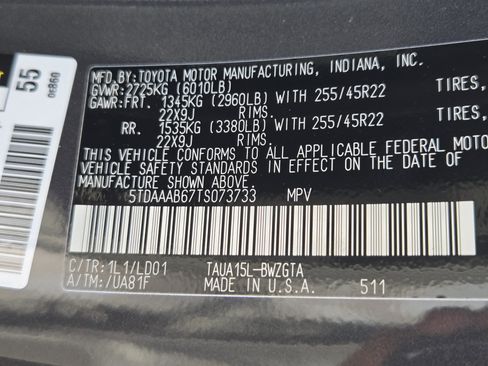 MFD.BY:TOYOTA MOTOR MANUFACTURING, INDIANA, INC.
GVWR:2725KG (6010LB)
GAWR:FRT. 1345KG (2960LB) WITH 255/45R22 TIRES,
22X9J RIMS.
RR. 1535KG (3380LB) WITH 255/45R22 TIRES,
22X9J RIMS.
THIS VEHICLE CONFORMS TO ALL APPLICABLE FEDERAL MOTOR
VEHICLE SAFETY STANDARDS IN EFFECT ON THE DATE OF
MANUFACTURE SHOWN ABOVE.
5TDAAAB67TS073733 MPV
C/TR:1L1/LD01 TAUA15L-BWZGTA
A/TM:/UA81F MADE IN U.S.A. 511
55